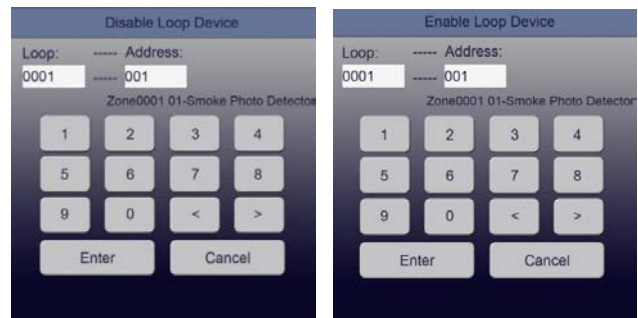 Disable Loop Device
Loop: ----- Address:
0001 ----- 001
Zone0001 01-Smoke Photo Detector
1 2 3 4
5 6 7 8
9 0 < >
Enter Cancel
Enable Loop Device
Loop: ----- Address:
0001 ----- 001
Zone0001 01-Smoke Photo Detector
1 2 3 4
5 6 7 8
9 0 < >
Enter Cancel